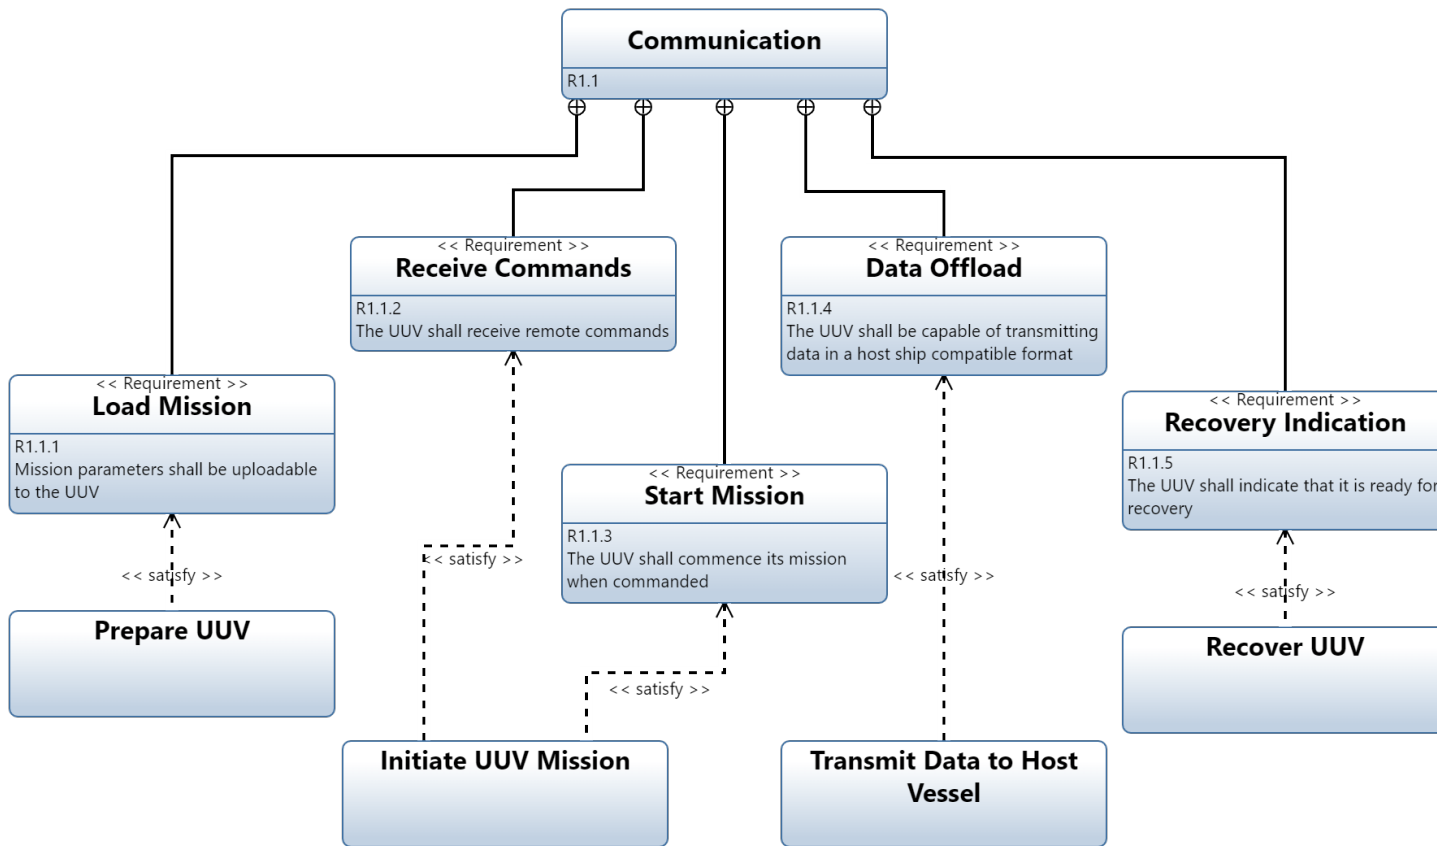 Communication
R1.1
<< Requirement >>
Receive Commands
R1.1.2
The UUV shall receive remote commands
<< Requirement >>
Data Offload
R1.1.4
The UUV shall be capable of transmitting
data in a host ship compatible format
<< Requirement >>
Load Mission
R1.1.1
Mission parameters shall be uploadable
to the UUV
<< Requirement >>
Recovery Indication
R1.1.5
The UUV shall indicate that it is ready for
recovery
<< Requirement >>
Start Mission
R1.1.3
The UUV shall commence its mission
when commanded
<< satisfy >>
<< satisfy >>
<< satisfy >>
<< satisfy >>
<< satisfy >>
Prepare UUV
Recover UUV
Initiate UUV Mission
Transmit Data to Host
Vessel